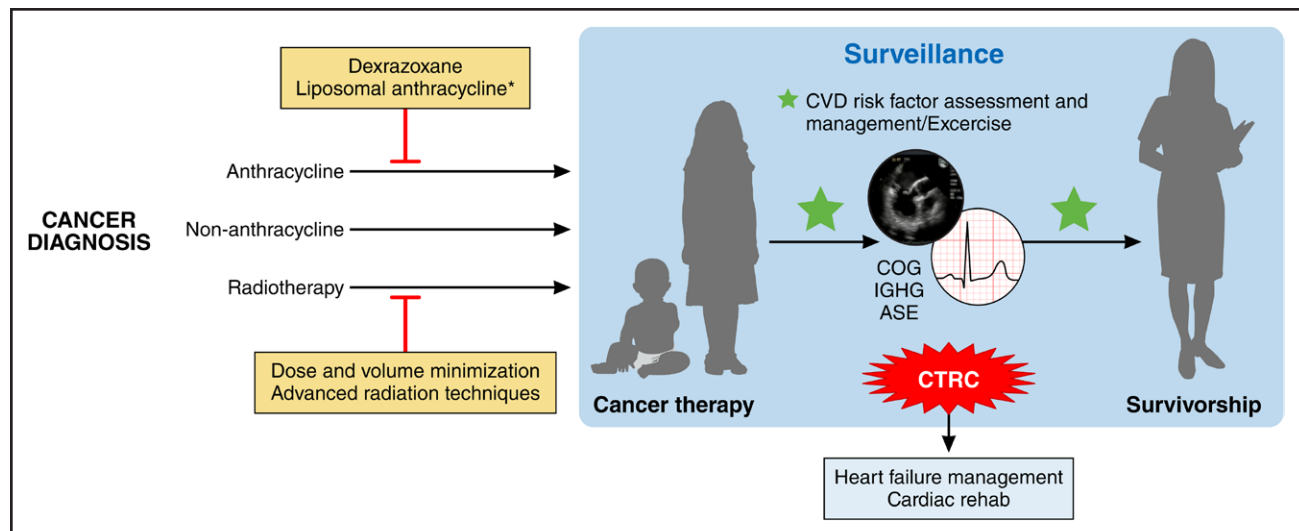 Dexrazoxane
Liposomal anthracycline*
Anthracycline
CANCER
DIAGNOSIS
Non-anthracycline
Radiotherapy
Dose and volume minimization
Advanced radiation techniques
Surveillance
CVD risk factor assessment and
management/Excercise
COG
IGHG
ASE
CTRC
Cancer therapy
Survivorship
Heart failure management
Cardiac rehab